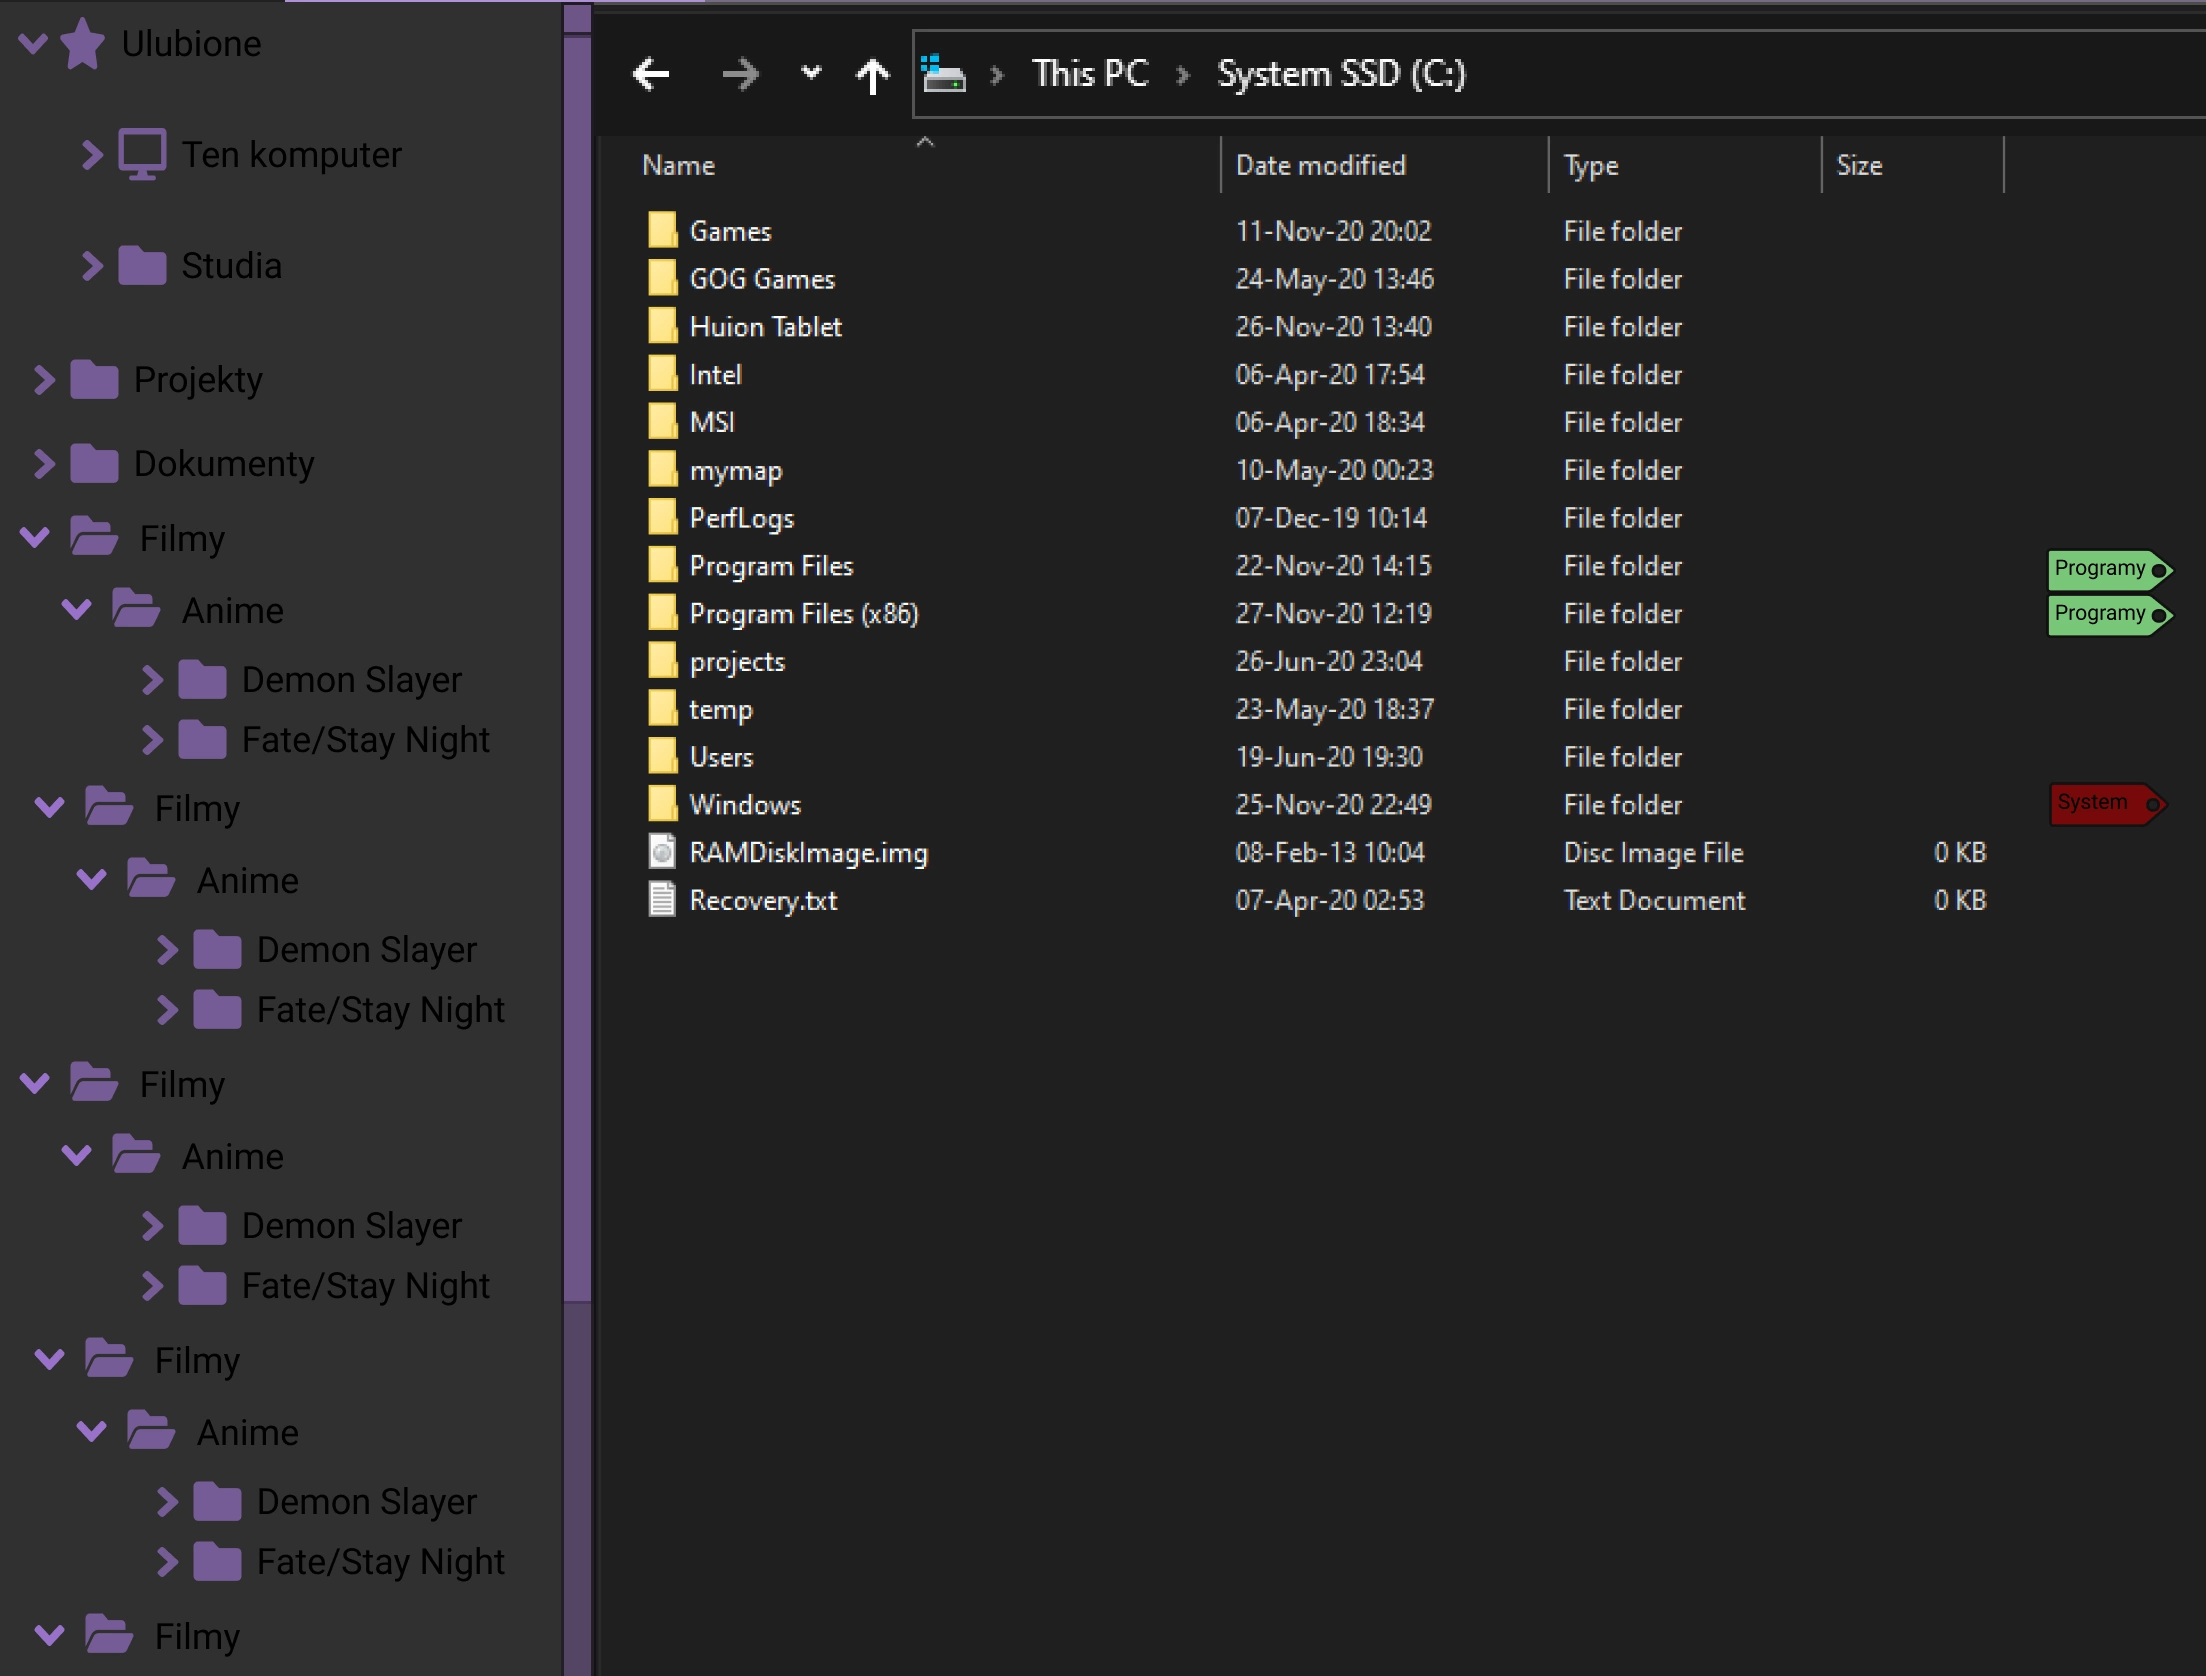 Ulubione
Ten komputer
Studia
Projekty
Dokumenty
Filmy
Anime
Demon Slayer
Fate/Stay Night
Filmy
Anime
Demon Slayer
Fate/Stay Night
Filmy
Anime
Demon Slayer
Fate/Stay Night
Filmy
Anime
Demon Slayer
Fate/Stay Night
Filmy
This PC > System SSD (C:)
Name Date modified Type Size
Games 11-Nov-20 20:02 File folder
GOG Games 24-May-20 13:46 File folder
Huion Tablet 26-Nov-20 13:40 File folder
Intel 06-Apr-20 17:54 File folder
MSI 06-Apr-20 18:34 File folder
mymap 10-May-20 00:23 File folder
PerfLogs 07-Dec-19 10:14 File folder
Program Files 22-Nov-20 14:15 File folder Programy
Program Files (x86) 27-Nov-20 12:19 File folder Programy
projects 26-Jun-20 23:04 File folder
temp 23-May-20 18:37 File folder
Users 19-Jun-20 19:30 File folder
Windows 25-Nov-20 22:49 File folder System
RAMDiskImage.img 08-Feb-13 10:04 Disc Image File 0 KB
Recovery.txt 07-Apr-20 02:53 Text Document 0 KB